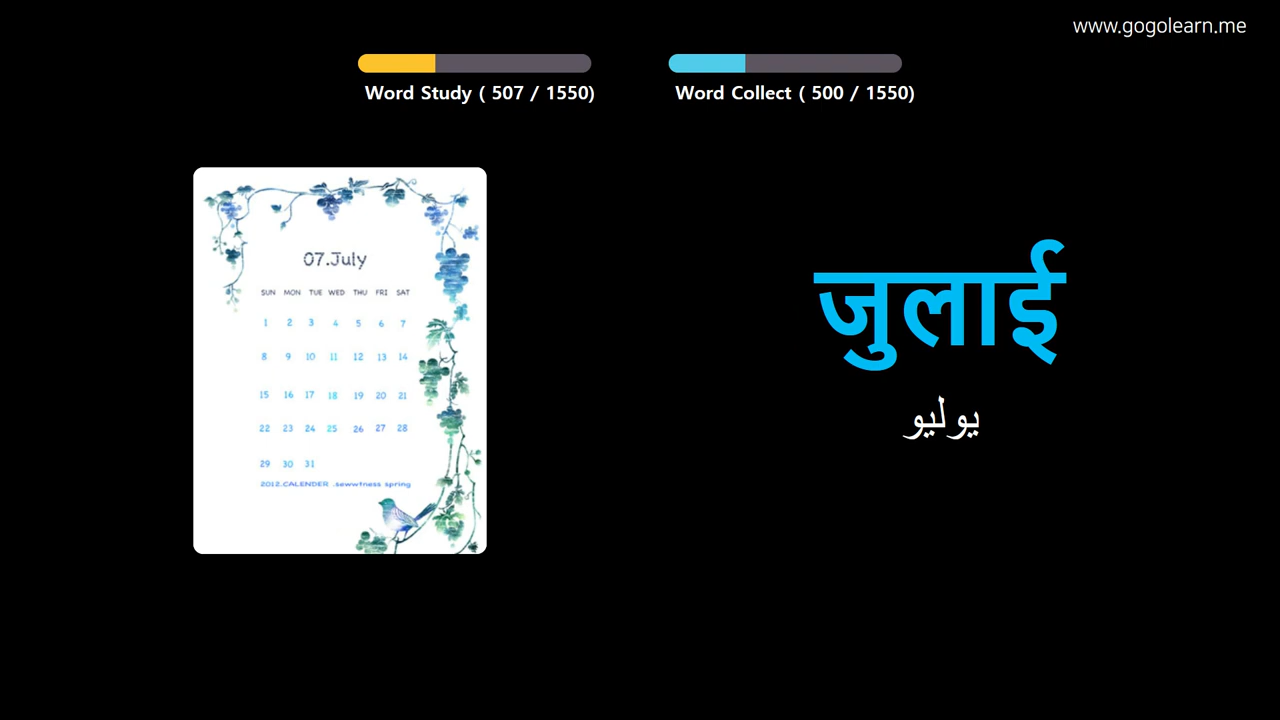 www.gogolearn.me
Word Study ( 507 / 1550)
Word Collect ( 500 / 1550)
07.July
SUN MON TUE WED THU FRI SAT
1 2 3 4 5 6 7
8 9 10 11 12 13 14
15 16 17 18 19 20 21
22 23 24 25 26 27 28
29 30 31
2012.CALENDER .sewwtness spring
जुलाई
يوليو